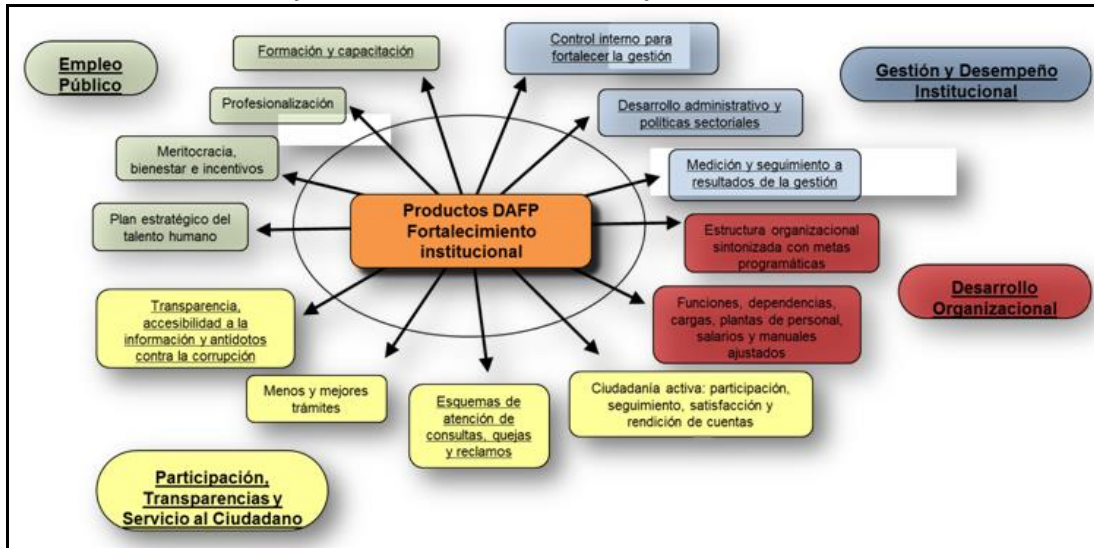 Empleo
Público
Formación y capacitación
Profesionalización
Meritocracia,
bienestar e incentivos
Plan estratégico del
talento humano
Control interno para
fortalecer la gestión
Desarrollo administrativo y
políticas sectoriales
Medición y seguimiento a
resultados de la gestión
Gestión y Desempeño
Institucional
Productos DAFP
Fortalecimiento
institucional
Estructura organizacional
sintonizada con metas
programáticas
Funciones, dependencias,
cargas, plantas de personal,
salarios y manuales
ajustados
Desarrollo
Organizacional
Transparencia,
accesibilidad a la
información y antídotos
contra la corrupción
Menos y mejores
trámites
Esquemas de
atención de
consultas, quejas
y reclamos
Ciudadanía activa: participación,
seguimiento, satisfacción y
rendición de cuentas
Participación,
Transparencias y
Servicio al Ciudadano